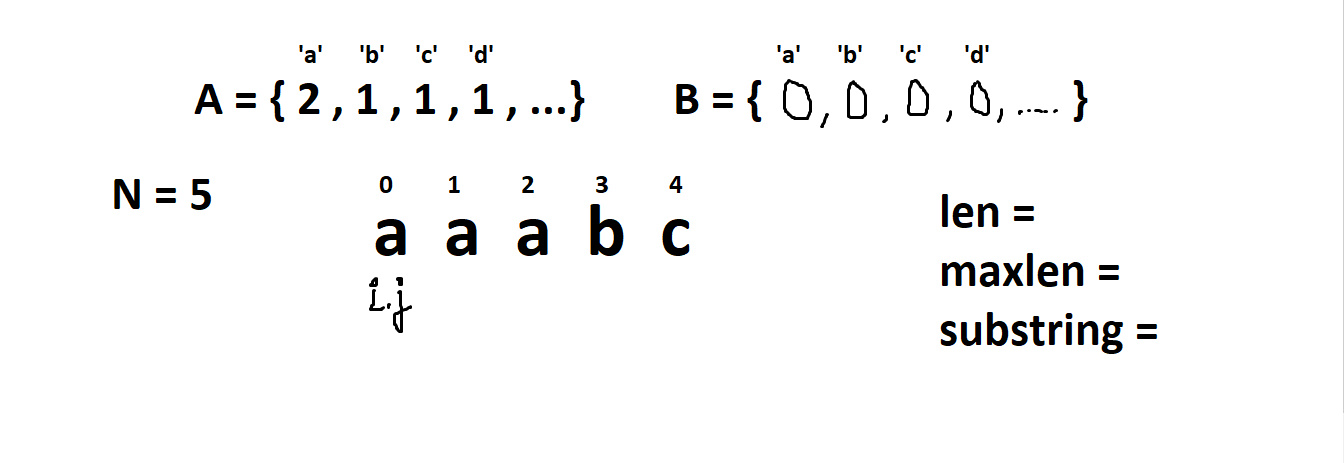 'a' 'b' 'c' 'd' 'a' 'b' 'c' 'd'
A = { 2 , 1 , 1 , 1 , ...} B = { 0, 0, 0, 0, ..... }
0 1 2 3 4
N = 5 a a a b c
len =
i.j maxlen =
substring =